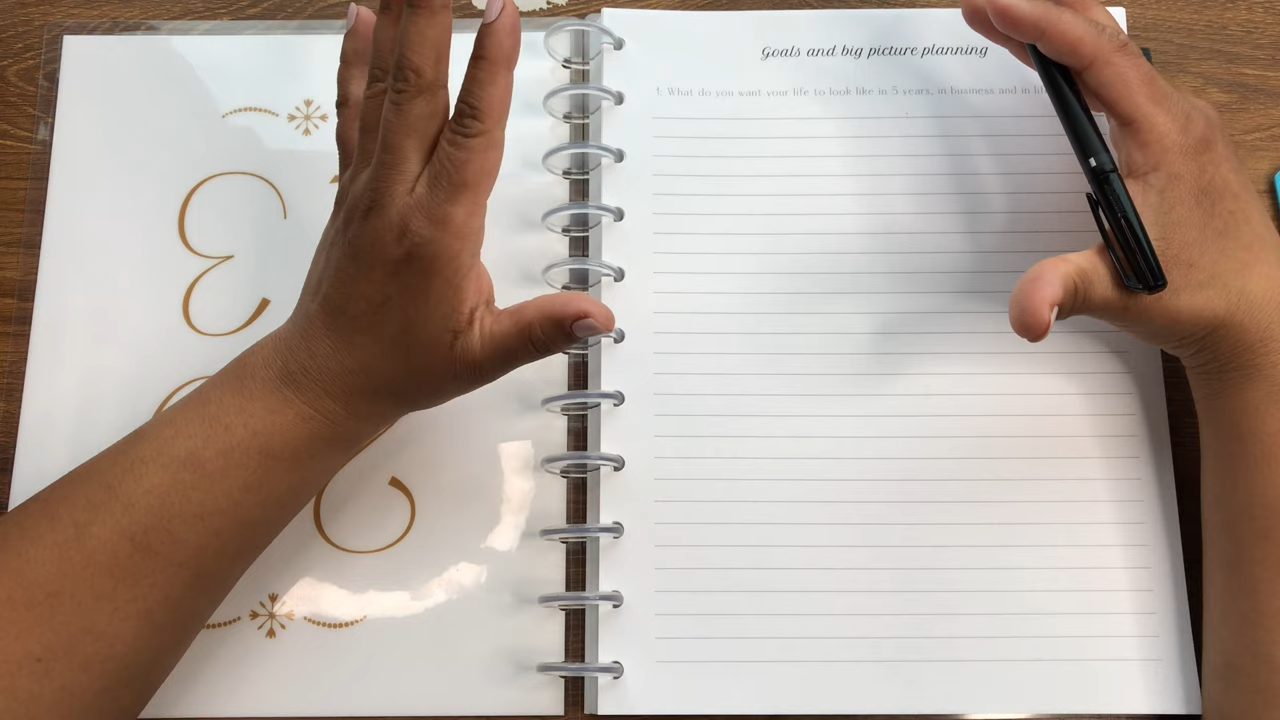 Goals and big picture planning
1: What do you want your life to look like in 5 years, in business and in